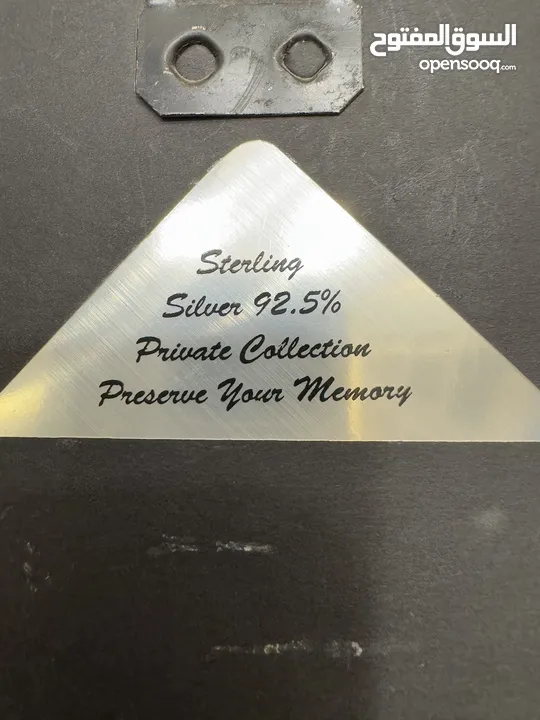 السوق المفتوح
opensooq.com
Sterling
Silver 92.5%
Private Collection
Preserve Your Memory